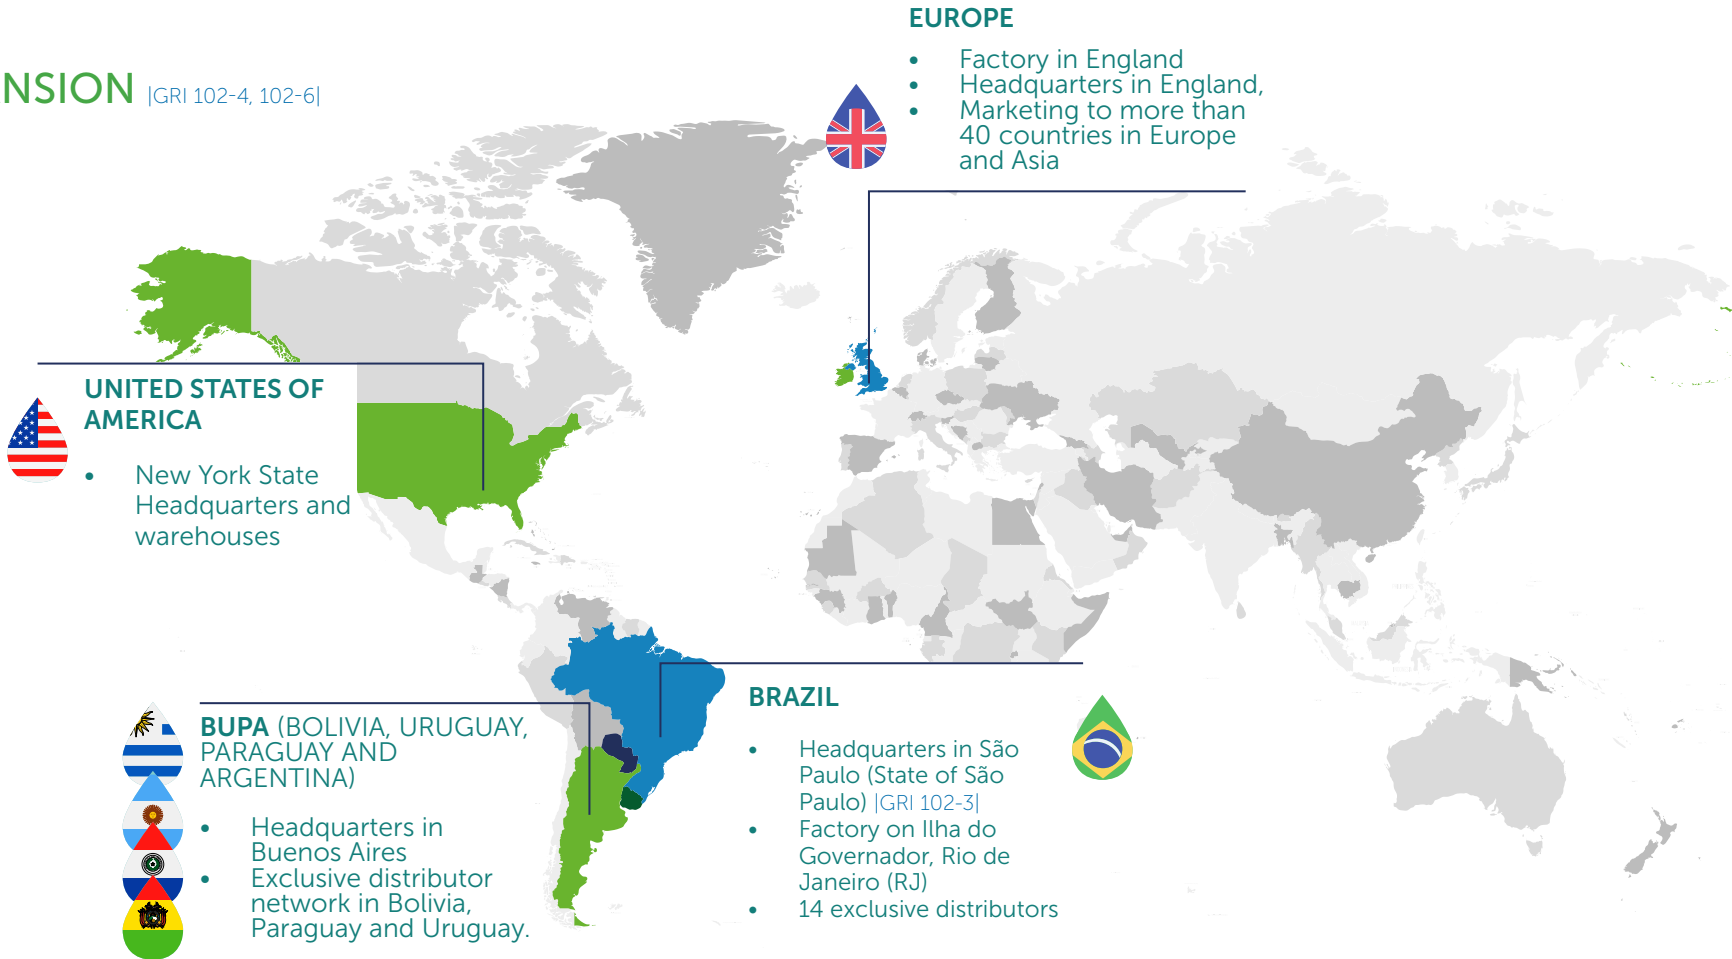 NSION |GRI 102-4, 102-6|
EUROPE
• Factory in England
• Headquarters in England,
• Marketing to more than
40 countries in Europe
and Asia
UNITED STATES OF
AMERICA
• New York State
Headquarters and
warehouses
BUPA (BOLIVIA, URUGUAY,
PARAGUAY AND
ARGENTINA)
• Headquarters in
Buenos Aires
• Exclusive distributor
network in Bolivia,
Paraguay and Uruguay.
BRAZIL
• Headquarters in São
Paulo (State of São
Paulo) |GRI 102-3|
• Factory on Ilha do
Governador, Rio de
Janeiro (RJ)
• 14 exclusive distributors